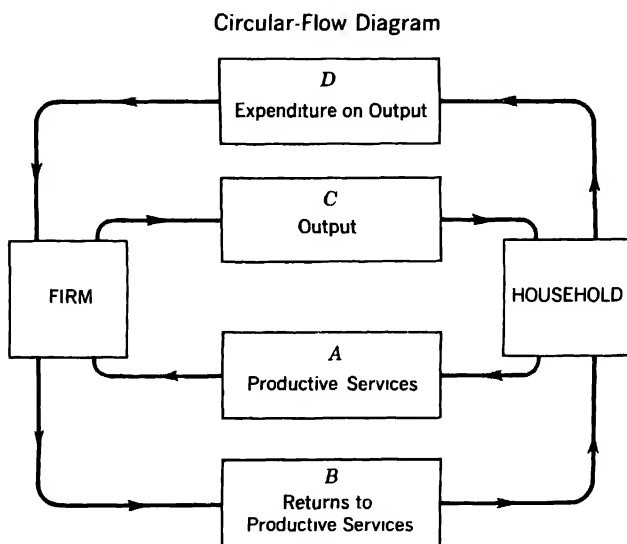 Circular-Flow Diagram
D
Expenditure on Output
C
Output
FIRM
HOUSEHOLD
A
Productive Services
B
Returns to
Productive Services